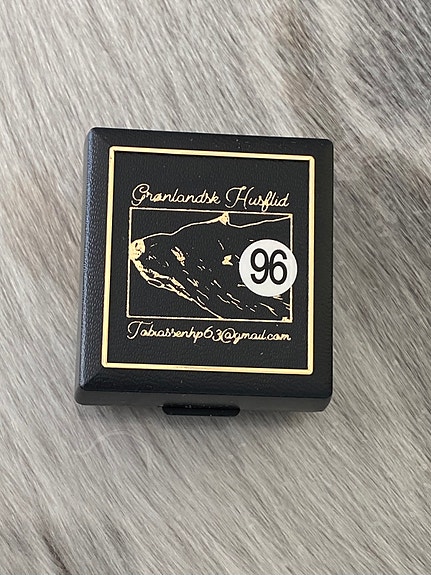 Grønlandsk Husflid
96
Tobiassenhp63@gmail.com